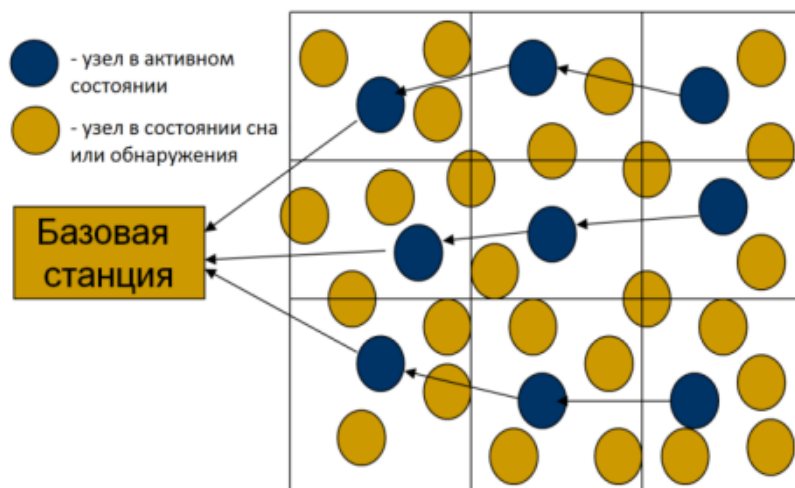 - узел в активном
состоянии
- узел в состоянии сна
или обнаружения
Базовая
станция